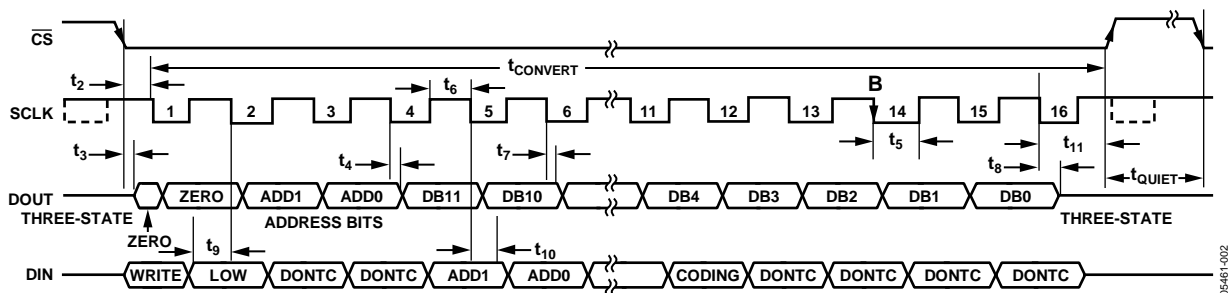 CS
tCONVERT
t2
t6
B
SCLK 1 2 3 4 5 6 11 12 13 14 15 16
t3
t4
t7
t5
t8
t11
tQUIET
DOUT ZERO ADD1 ADD0 DB11 DB10 DB4 DB3 DB2 DB1 DB0
THREE-STATE ADDRESS BITS THREE-STATE
ZERO
t9
t10
DIN WRITE LOW DONTC DONTC ADD1 ADD0 CODING DONTC DONTC DONTC DONTC
05461-002